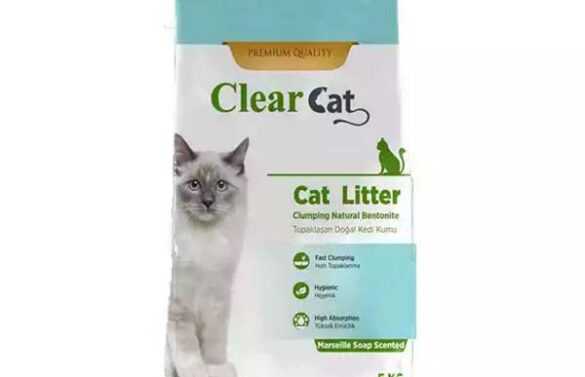 PREMIUM QUALITY
Clear Cat
Cat Litter
Clumping Natural Bentonite
Topaklaşan Doğal Kedi Kumu
Fast Clumping
Hızlı Topaklanma
Hygienic
Hijyenik
High Absorption
Yüksek Emicilik
Marseille Soap Scented